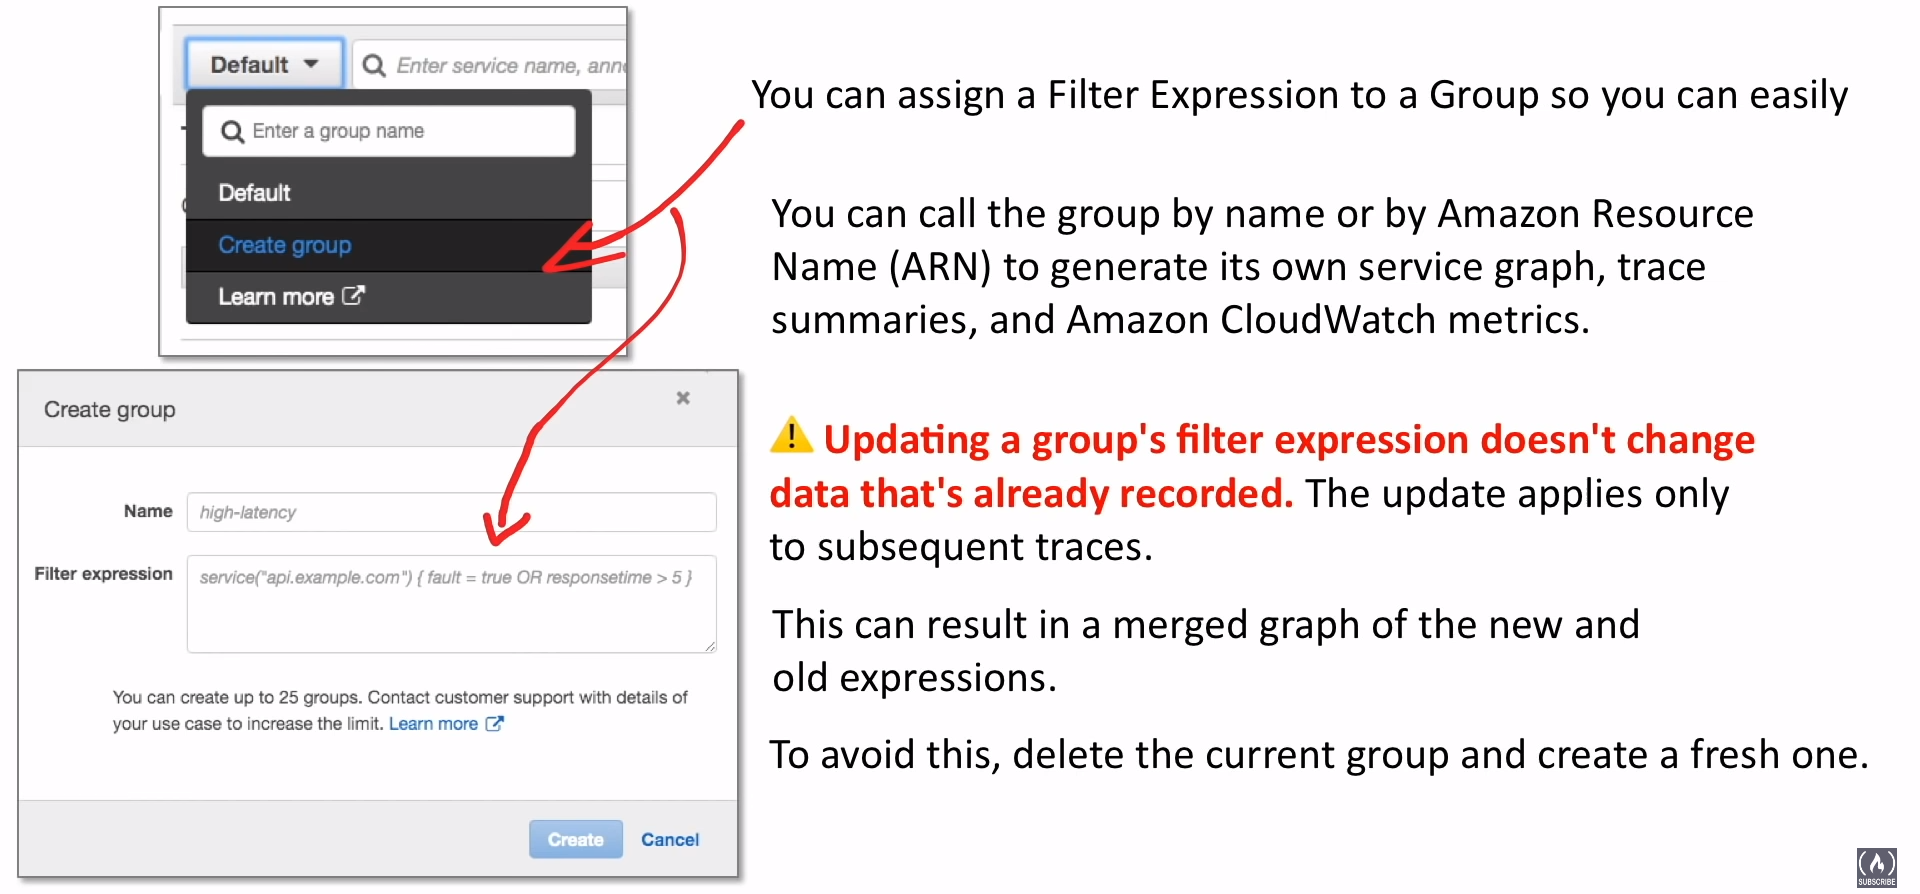 Default
Enter service name, ann
Enter a group name
Default
Create group
Learn more
You can assign a Filter Expression to a Group so you can easily
You can call the group by name or by Amazon Resource
Name (ARN) to generate its own service graph, trace
summaries, and Amazon CloudWatch metrics.
Updating a group's filter expression doesn't change
data that's already recorded. The update applies only
to subsequent traces.
This can result in a merged graph of the new and
old expressions.
To avoid this, delete the current group and create a fresh one.
Create group
Name
high-latency
Filter expression
service("api.example.com") { fault = true OR responsetime > 5 }
You can create up to 25 groups. Contact customer support with details of
your use case to increase the limit. Learn more
Create Cancel
SUBSCRIBE